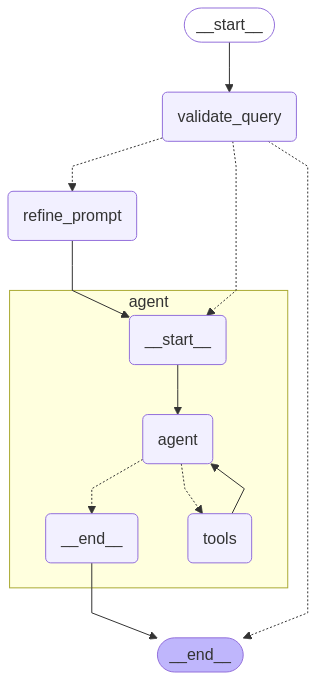 __start__
validate_query
refine_prompt
agent
__start__
agent
__end__
tools
__end__